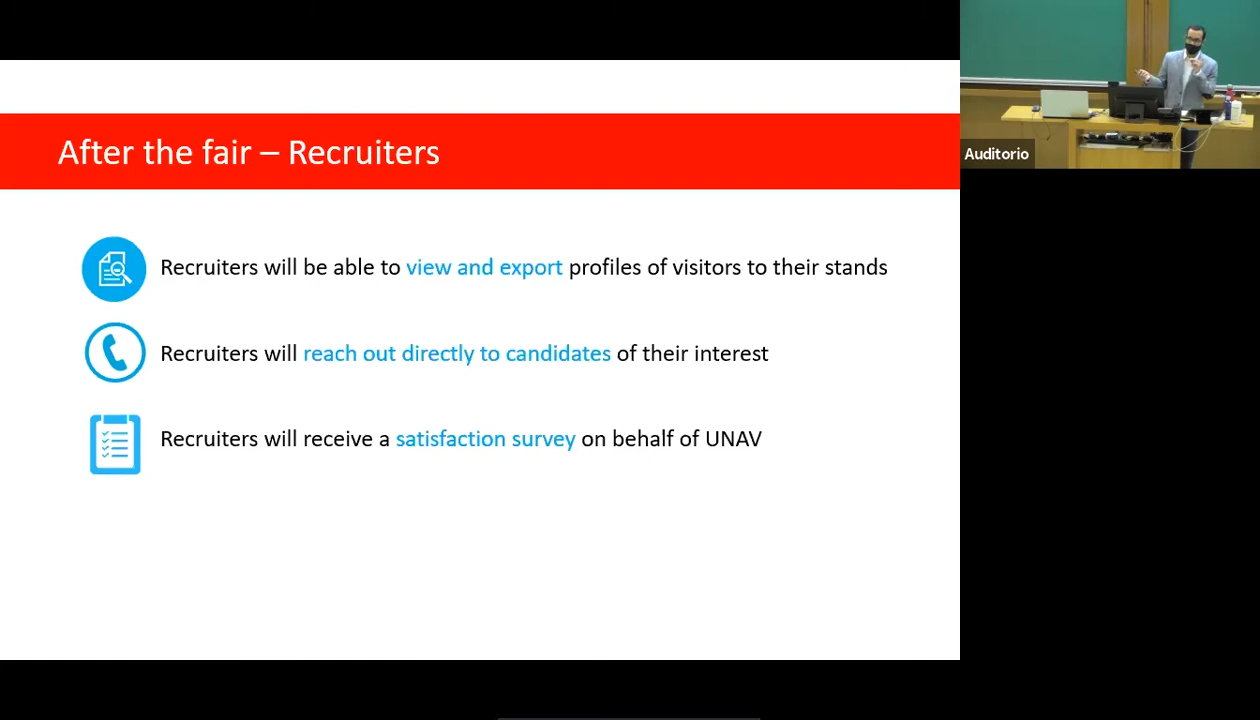 After the fair – Recruiters
Recruiters will be able to view and export profiles of visitors to their stands
Recruiters will reach out directly to candidates of their interest
Recruiters will receive a satisfaction survey on behalf of UNAV
Auditorio